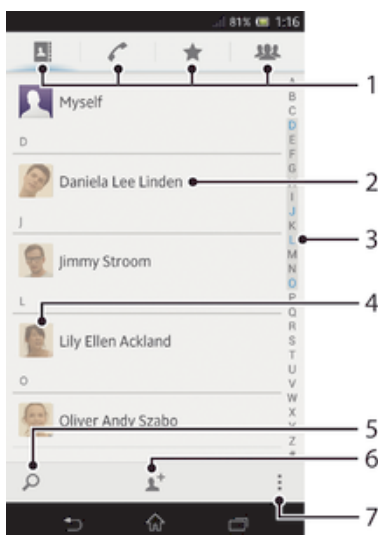 81% 1:16
1
Myself
D
Daniela Lee Linden
2
J
Jimmy Stroom
3
L
4
Lily Ellen Ackland
O
Oliver Andy Szabo
B
C
D
E
F
G
I
J
K
L
M
N
O
P
Q
R
S
T
U
V
W
X
Z
#
5
6
7